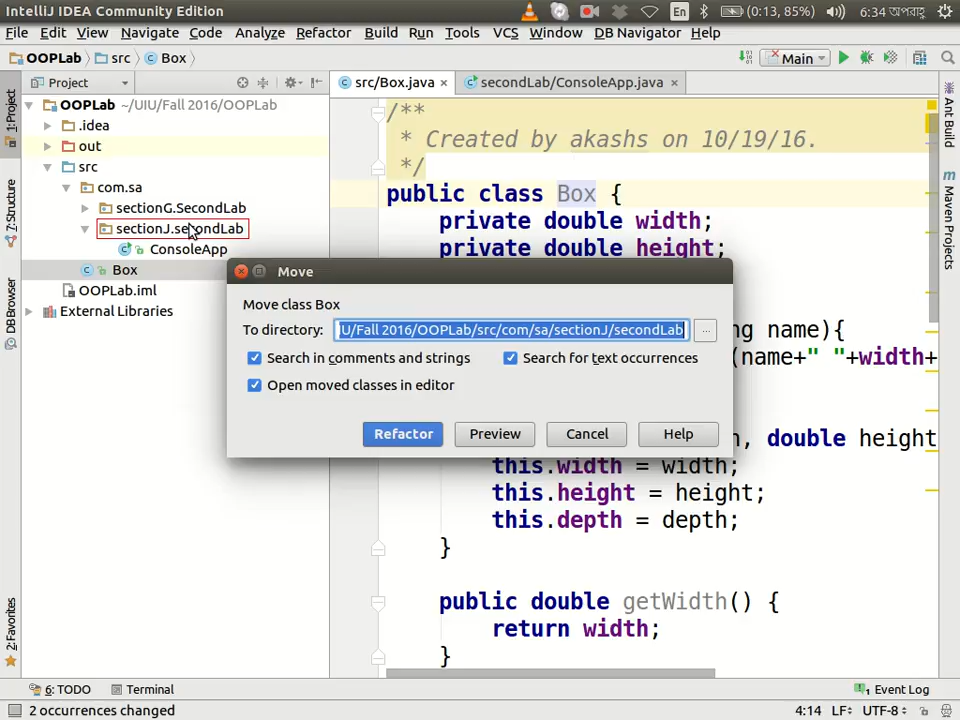 IntelliJ IDEA Community Edition
En (0:13, 85%) 6:34 অপরাহ্ণ
File Edit View Navigate Code Analyze Refactor Build Run Tools VCS Window DB Navigator Help
OOPLab src Box Main
Project
src/Box.java
secondLab/ConsoleApp.java
1: Project
7: Structure
DB Browser
2: Favorites
OOPLab ~/UIU/Fall 2016/OOPLab
.idea
out
src
com.sa
sectionG.SecondLab
sectionJ.secondLab
ConsoleApp
Box
OOPLab.iml
External Libraries
/**
* Created by akashs on 10/19/16.
*/
public class Box {
private double width;
private double height;
ng name){
(name+" "+width+
, double height
this.width = width;
this.height = height;
this.depth = depth;
}
public double getWidth() {
return width;
}
Move
Move class Box
To directory: IU/Fall 2016/OOPLab/src/com/sa/sectionJ/secondLab ...
Search in comments and strings
Search for text occurrences
Open moved classes in editor
Refactor Preview Cancel Help
Ant Build
Maven Projects
6: TODO Terminal 1 Event Log
2 occurrences changed 4:14 LF UTF-8